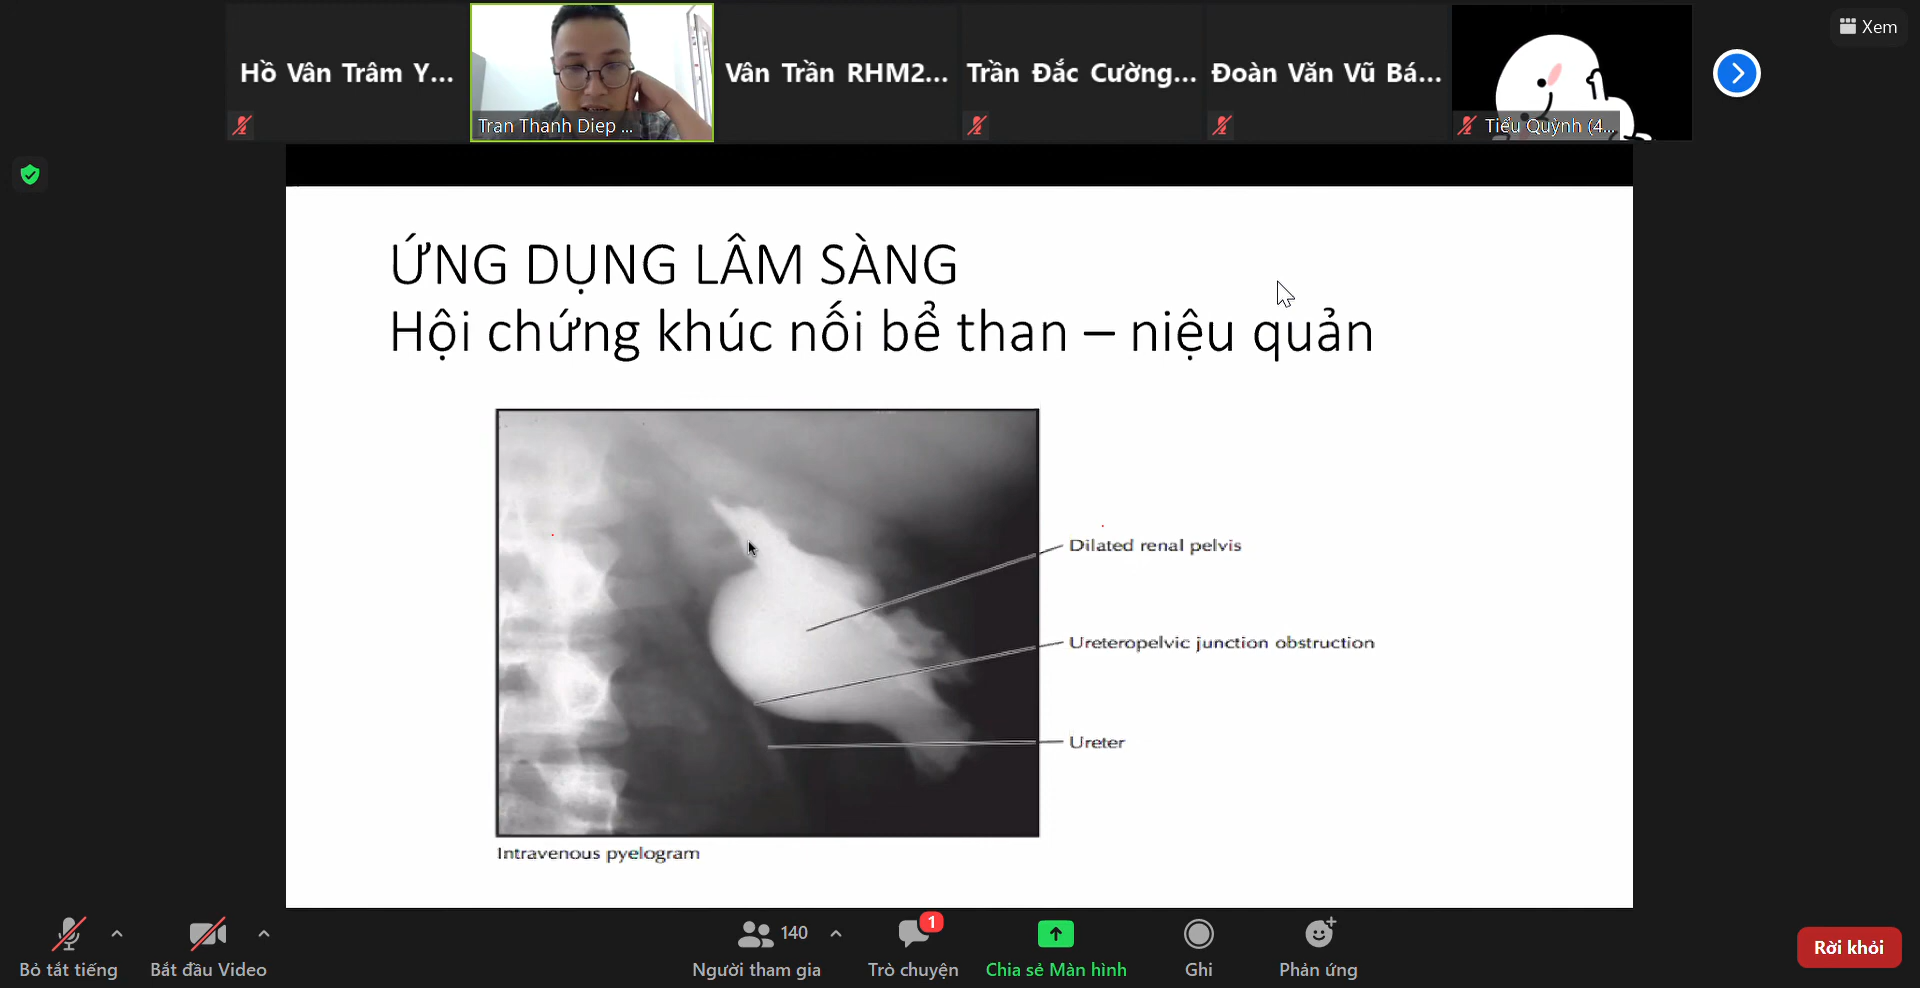 Hồ Vân Trâm Y...
Tran Thanh Diep ...
Vân Trần RHM2...
Trần Đắc Cường...
Đoàn Văn Vũ Bá...
Tiểu Quỳnh (4...
Xem
ỨNG DỤNG LÂM SÀNG
Hội chứng khúc nối bể than – niệu quản
Dilated renal pelvis
Ureteropelvic junction obstruction
Ureter
Intravenous pyelogram
Bỏ tắt tiếng
Bắt đầu Video
140
Người tham gia
1
Trò chuyện
Chia sẻ Màn hình
Ghi
Phản ứng
Rời khỏi